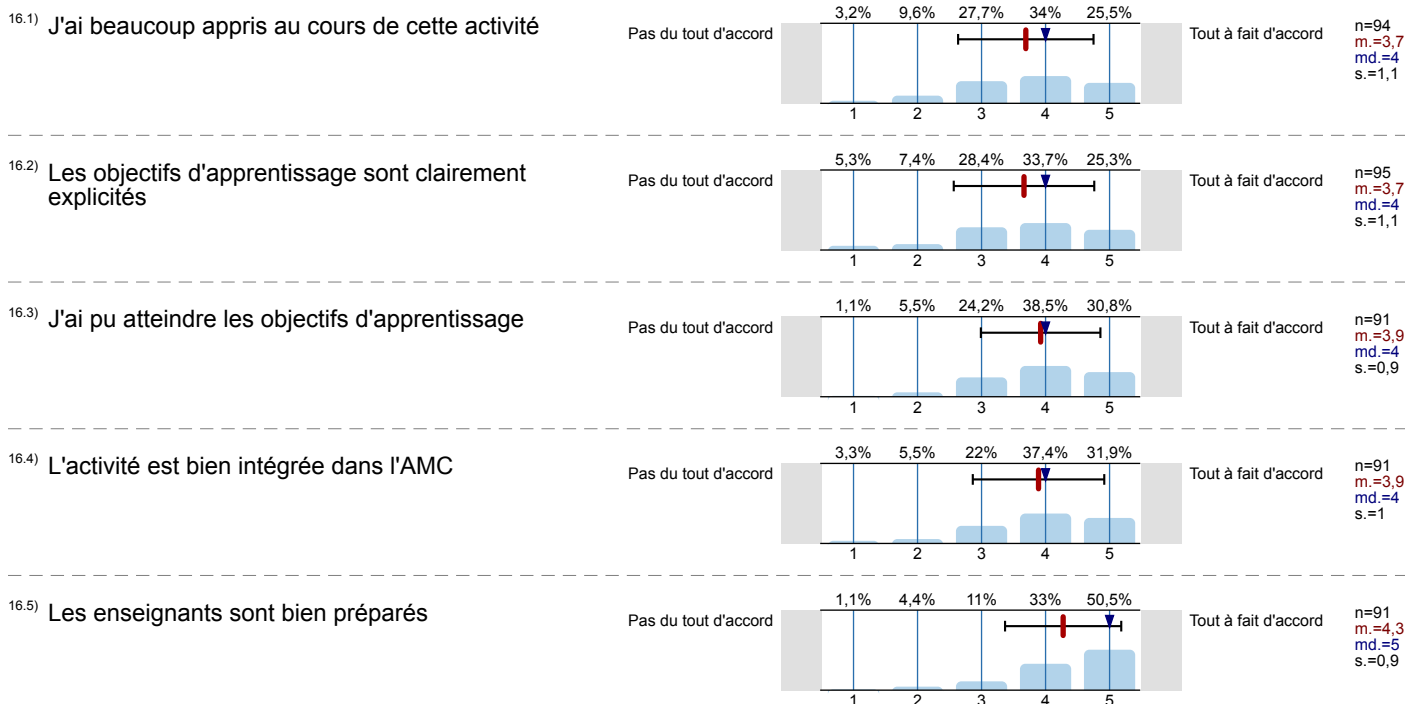 16.1) J'ai beaucoup appris au cours de cette activité
Pas du tout d'accord
3,2% 9,6% 27,7% 34% 25,5%
1 2 3 4 5
Tout à fait d'accord
n=94
m.=3,7
md.=4
s.=1,1
16.2) Les objectifs d'apprentissage sont clairement
explicités
Pas du tout d'accord
5,3% 7,4% 28,4% 33,7% 25,3%
1 2 3 4 5
Tout à fait d'accord
n=95
m.=3,7
md.=4
s.=1,1
16.3) J'ai pu atteindre les objectifs d'apprentissage
Pas du tout d'accord
1,1% 5,5% 24,2% 38,5% 30,8%
1 2 3 4 5
Tout à fait d'accord
n=91
m.=3,9
md.=4
s.=0,9
16.4) L'activité est bien intégrée dans l'AMC
Pas du tout d'accord
3,3% 5,5% 22% 37,4% 31,9%
1 2 3 4 5
Tout à fait d'accord
n=91
m.=3,9
md.=4
s.=1
16.5) Les enseignants sont bien préparés
Pas du tout d'accord
1,1% 4,4% 11% 33% 50,5%
1 2 3 4 5
Tout à fait d'accord
n=91
m.=4,3
md.=5
s.=0,9